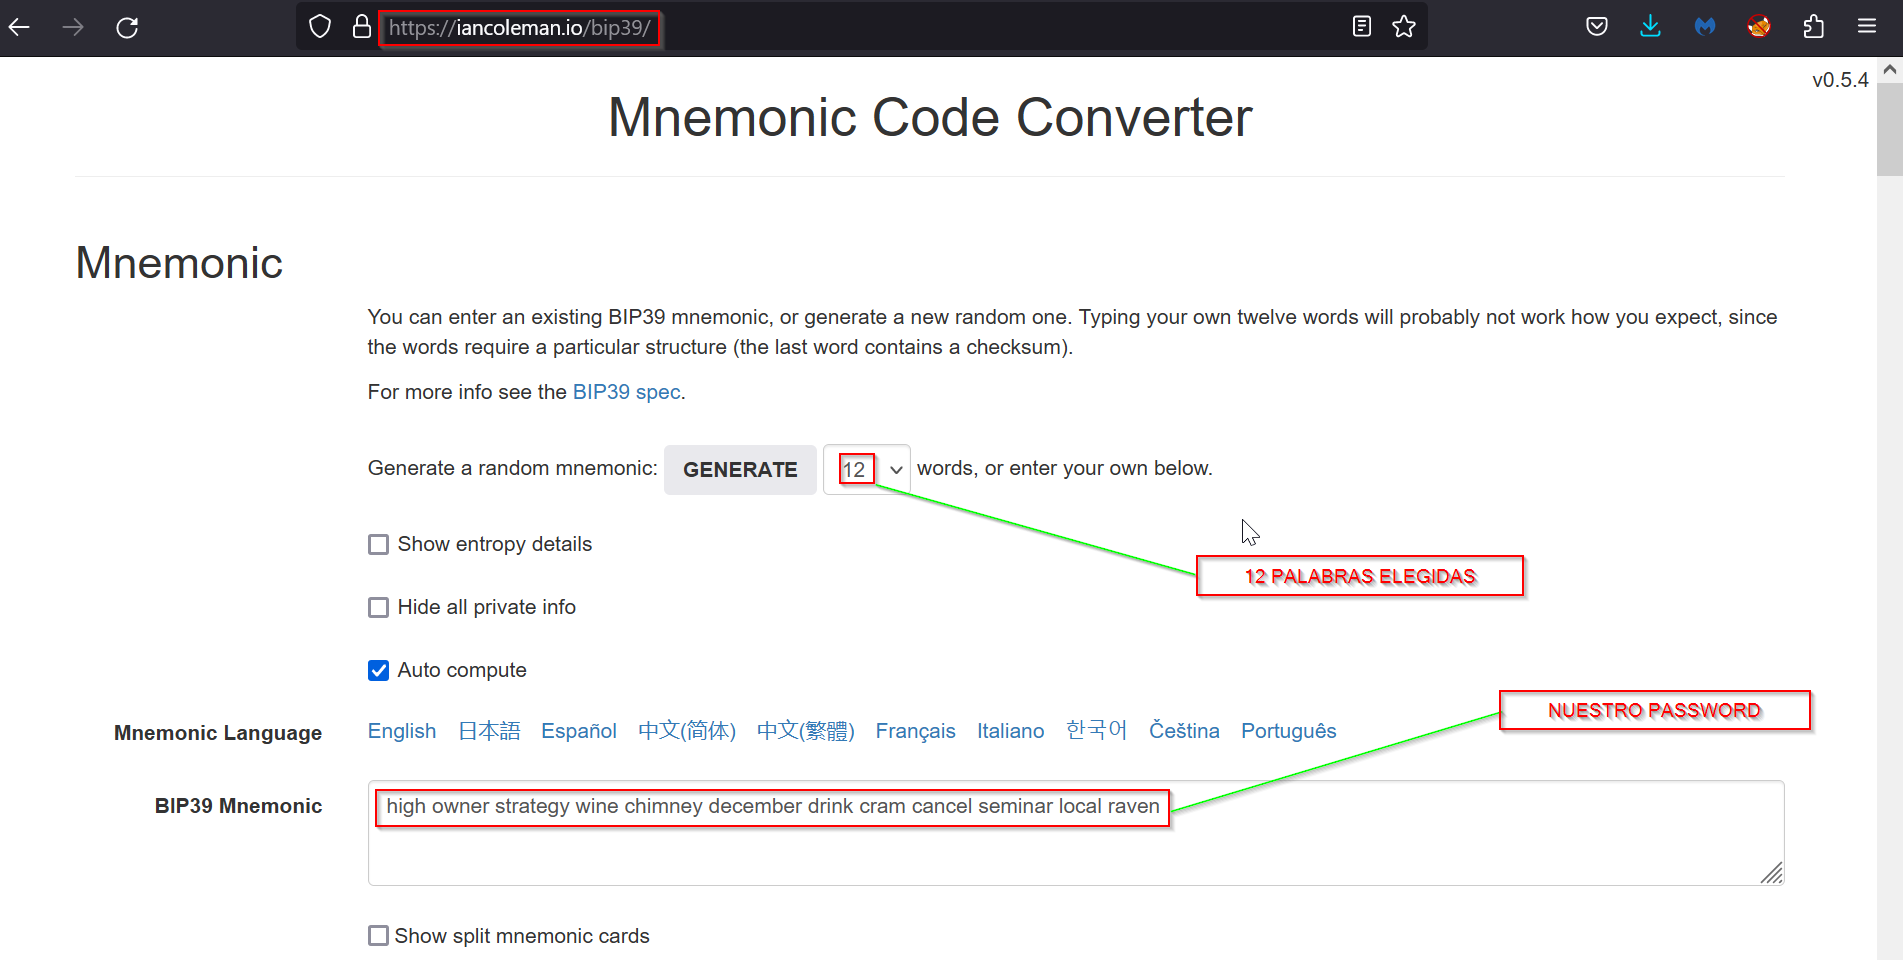 https://iancoleman.io/bip39/
v0.5.4
Mnemonic Code Converter
Mnemonic
You can enter an existing BIP39 mnemonic, or generate a new random one. Typing your own twelve words will probably not work how you expect, since
the words require a particular structure (the last word contains a checksum).
For more info see the BIP39 spec.
Generate a random mnemonic: GENERATE 12 words, or enter your own below.
Show entropy details
12 PALABRAS ELEGIDAS
Hide all private info
Auto compute
NUESTRO PASSWORD
Mnemonic Language English 日本語 Español 中文(简体) 中文(繁體) Français Italiano 한국어 Čeština Português
BIP39 Mnemonic high owner strategy wine chimney december drink cram cancel seminar local raven
Show split mnemonic cards